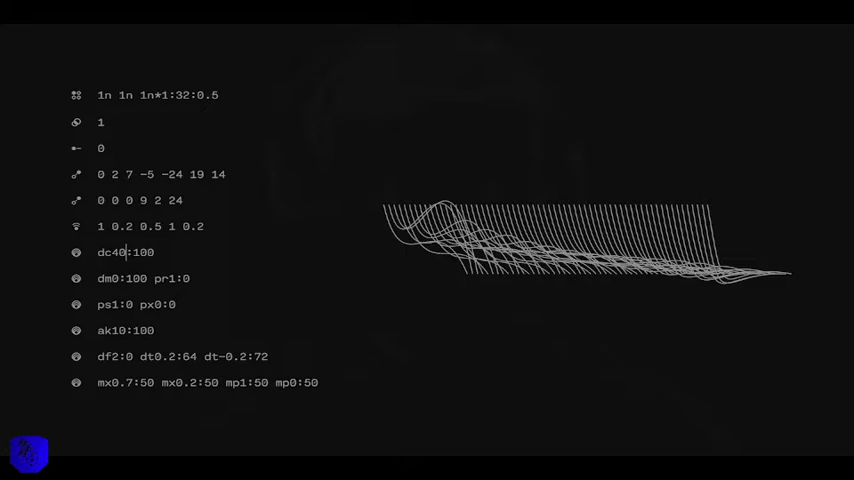 1n 1n 1n*1:32:0.5
1
0
0 2 7 -5 -24 19 14
0 0 0 9 2 24
1 0.2 0.5 1 0.2
dc40:100
dm0:100 pr1:0
ps1:0 px0:0
ak10:100
df2:0 dt0.2:64 dt-0.2:72
mx0.7:50 mx0.2:50 mp1:50 mp0:50